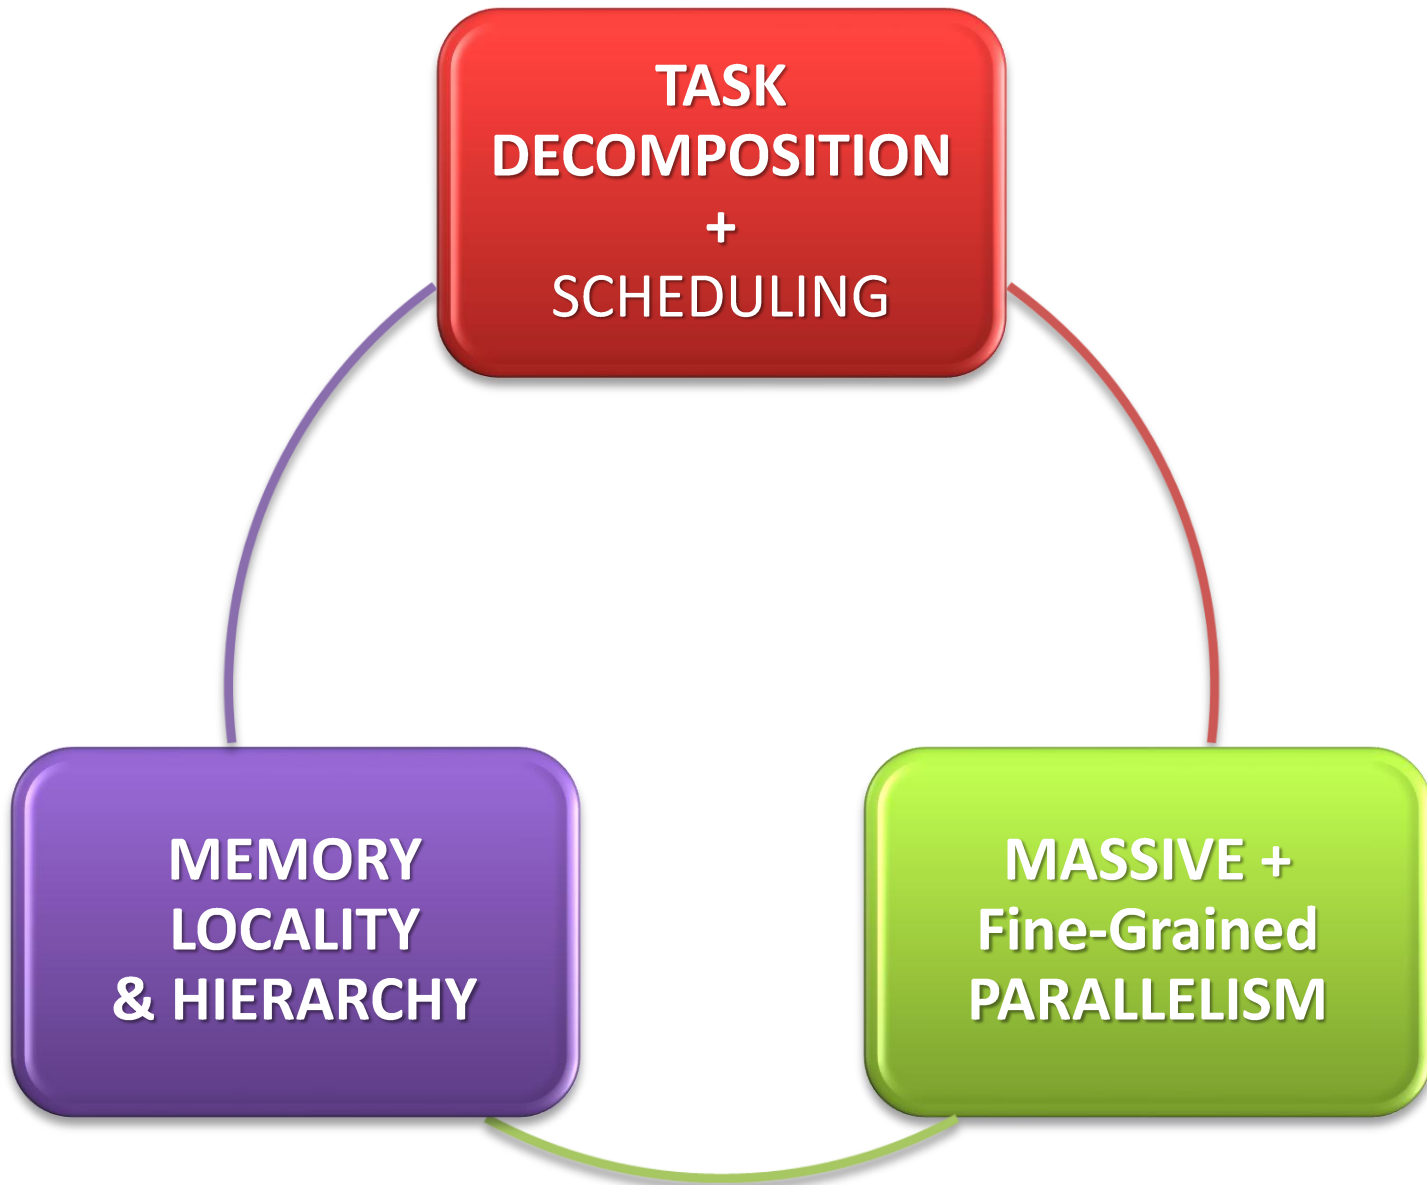 TASK
DECOMPOSITION
+
SCHEDULING
MEMORY
LOCALITY
& HIERARCHY
MASSIVE +
Fine-Grained
PARALLELISM